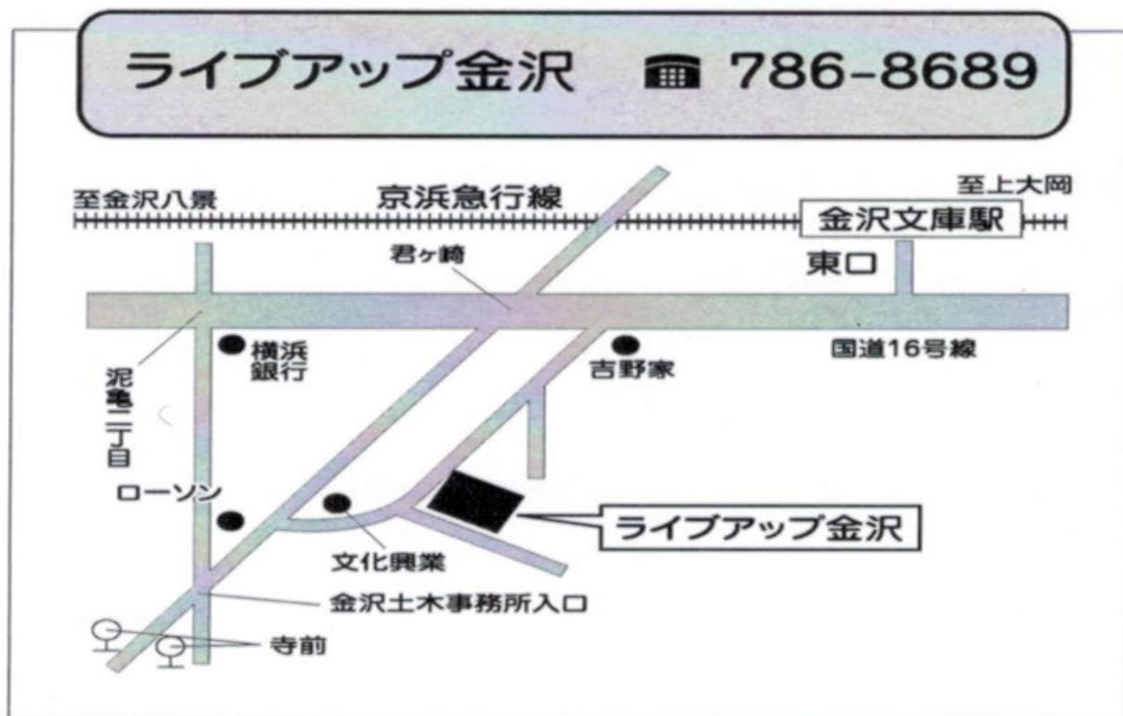 ライブアップ金沢 ☎ 786-8689
至金沢八景
京浜急行線
至上大岡
金沢文庫駅
東口
君ヶ崎
国道16号線
横浜
銀行
吉野家
泥亀二丁目
ローソン
ライブアップ金沢
文化興業
金沢土木事務所入口
寺前